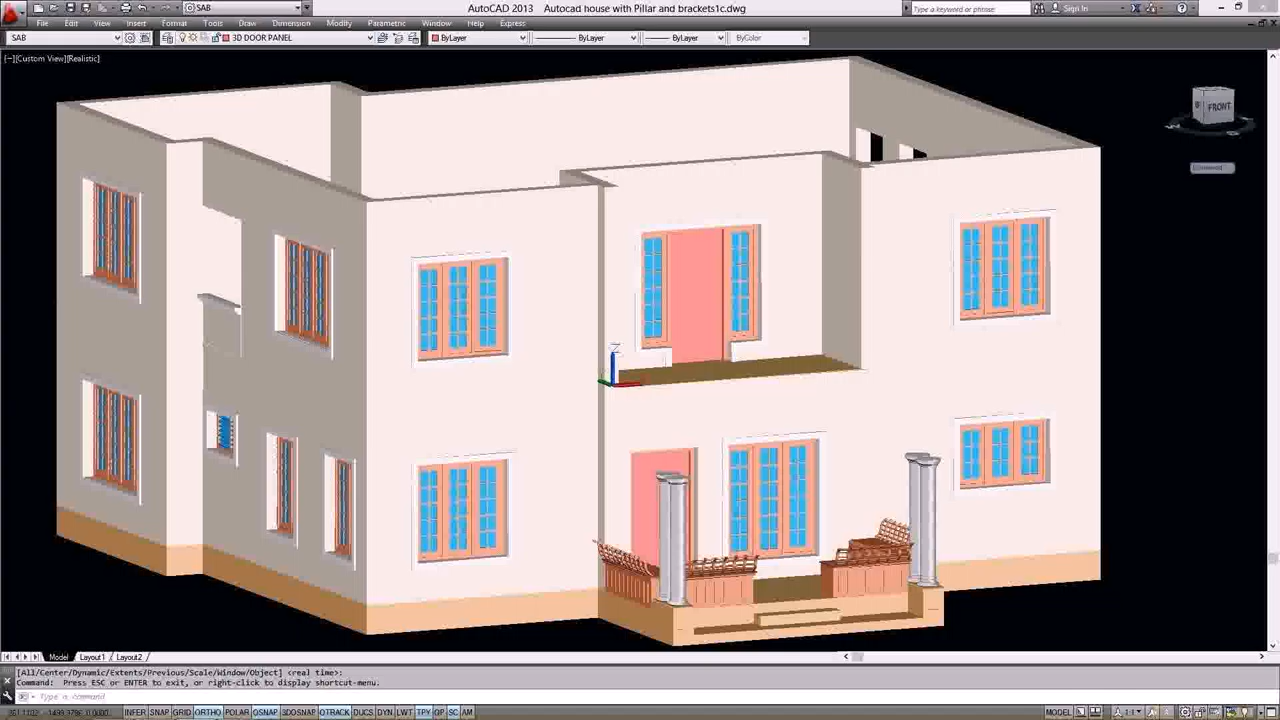 SAB
AutoCAD 2013 Autocad house with Pillar and brackets1c.dwg
Type a keyword or phrase
Sign In
File Edit View Insert Format Tools Draw Dimension Modify Parametric Window Help Express
SAB
3D DOOR PANEL
ByLayer
ByLayer
ByLayer
ByColor
[−][Custom View][Realistic]
FRONT
Z
Model Layout1 Layout2
[All/Center/Dynamic/Extents/Previous/Scale/Window/Object] <real time>:
Command: Press ESC or ENTER to exit, or right-click to display shortcut-menu.
Type a command
INFER SNAP GRID ORTHO POLAR OSNAP 3DOSNAP OTRACK DUCS DYN LWT TPY QP SC AM
MODEL
1:1